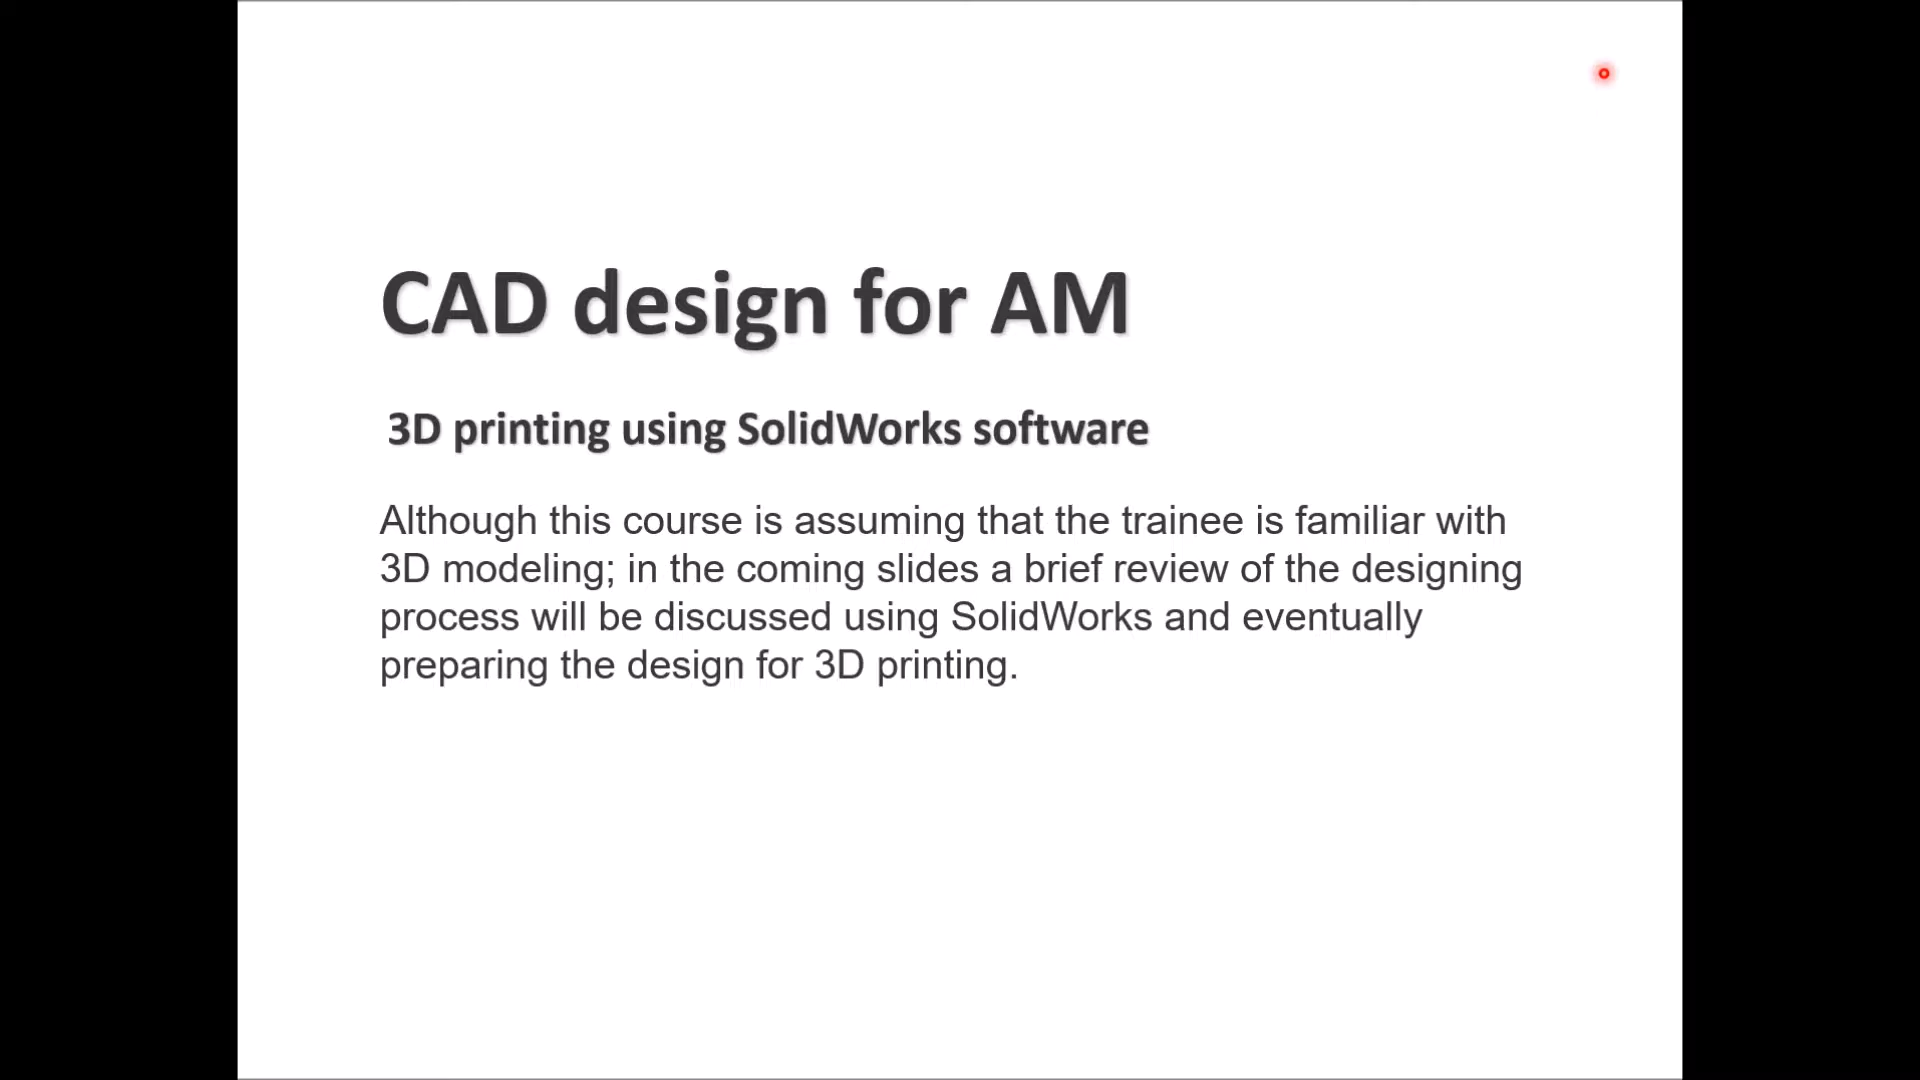 CAD design for AM
3D printing using SolidWorks software
Although this course is assuming that the trainee is familiar with
3D modeling; in the coming slides a brief review of the designing
process will be discussed using SolidWorks and eventually
preparing the design for 3D printing.